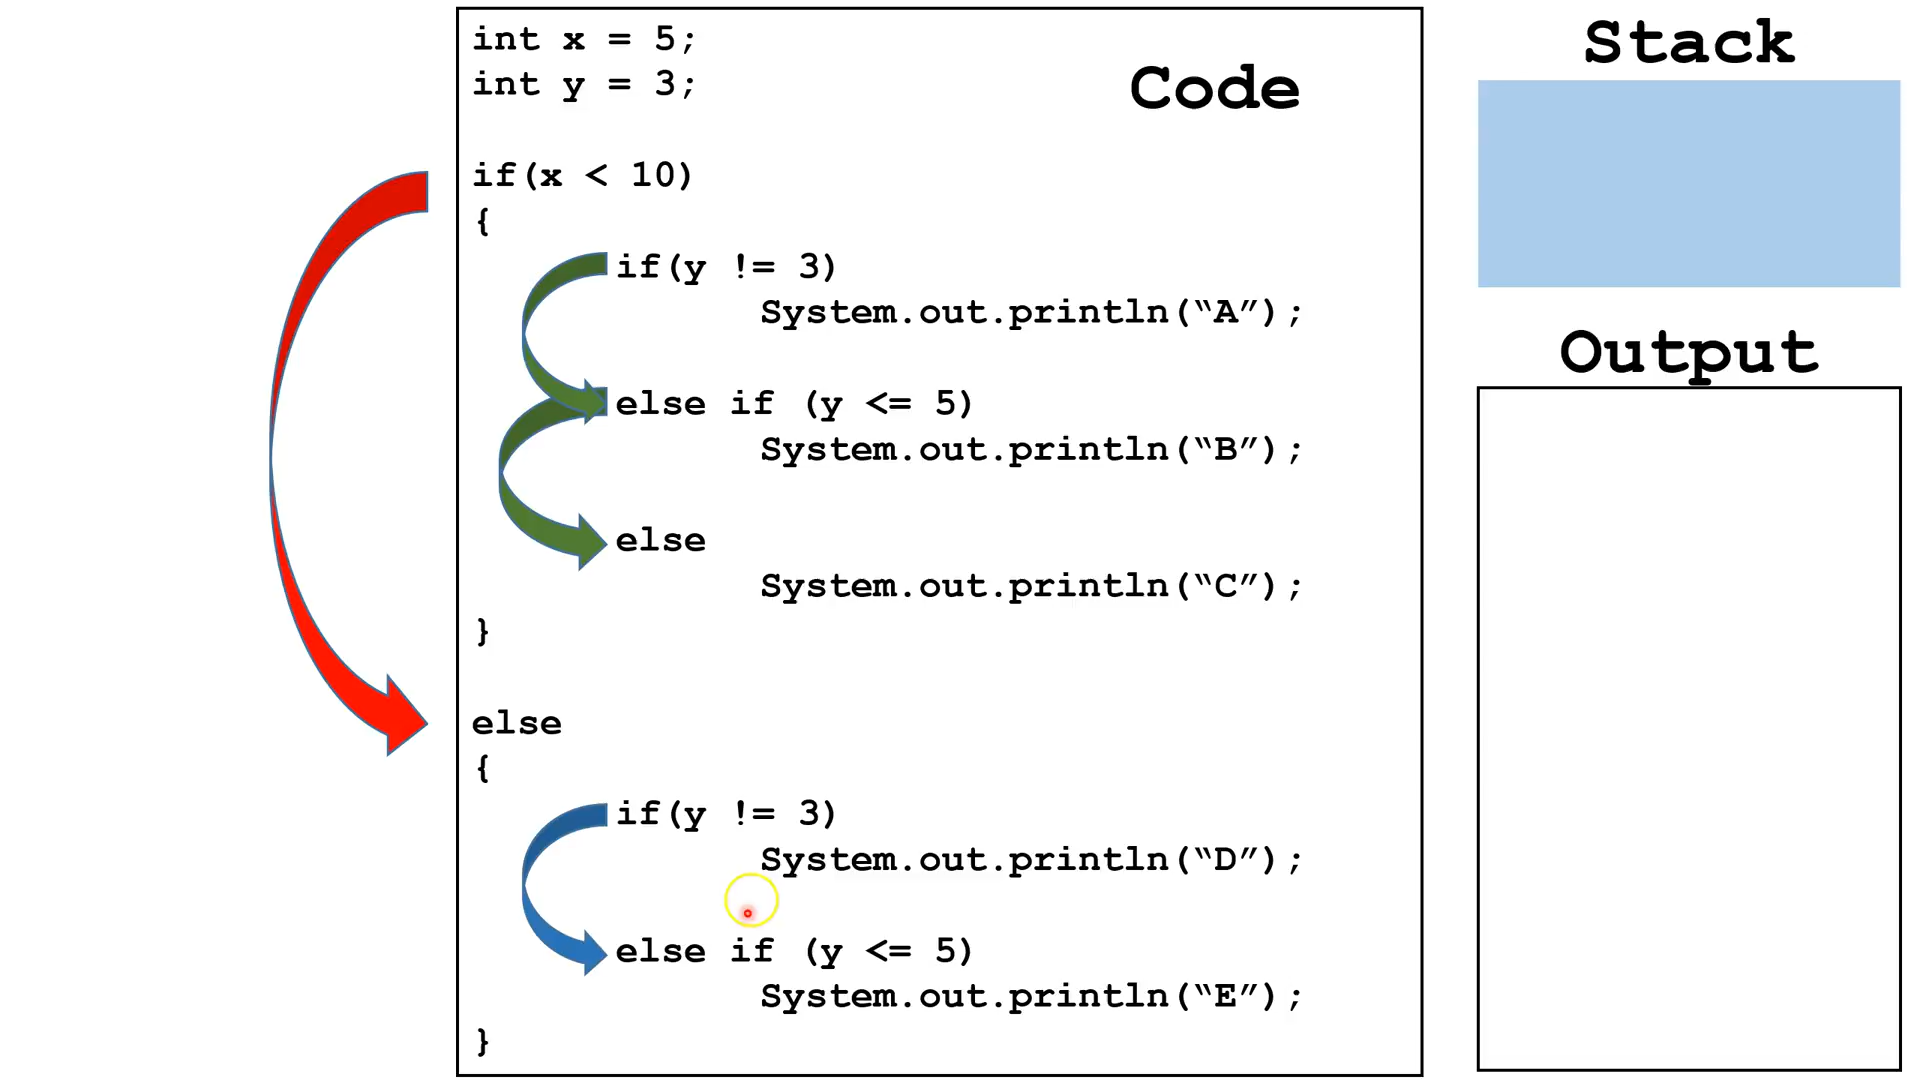 int x = 5;
int y = 3;
Code
if(x < 10)
{
if(y != 3)
System.out.println(“A”);
else if (y <= 5)
System.out.println(“B”);
else
System.out.println(“C”);
}
else
{
if(y != 3)
System.out.println(“D”);
else if (y <= 5)
System.out.println(“E”);
}
Stack
Output